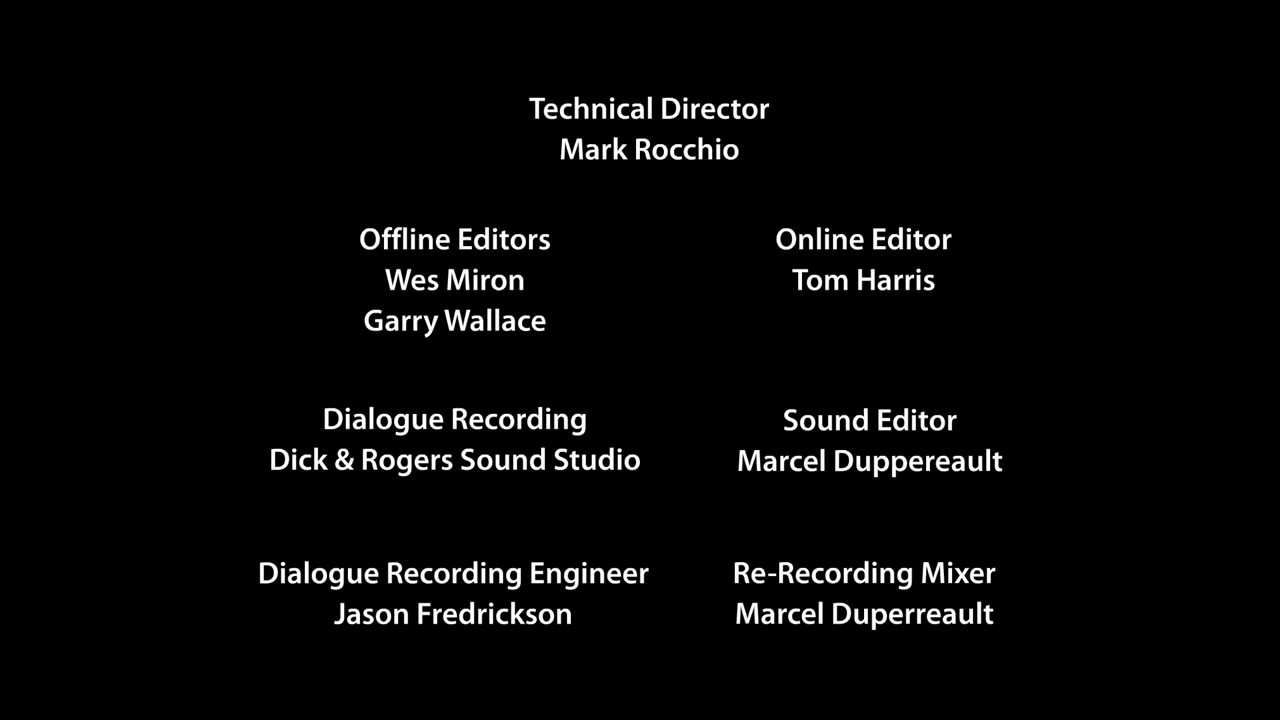 Technical Director
Mark Rocchio
Offline Editors
Wes Miron
Garry Wallace
Online Editor
Tom Harris
Dialogue Recording
Dick & Rogers Sound Studio
Sound Editor
Marcel Duppereault
Dialogue Recording Engineer
Jason Fredrickson
Re-Recording Mixer
Marcel Duperreault